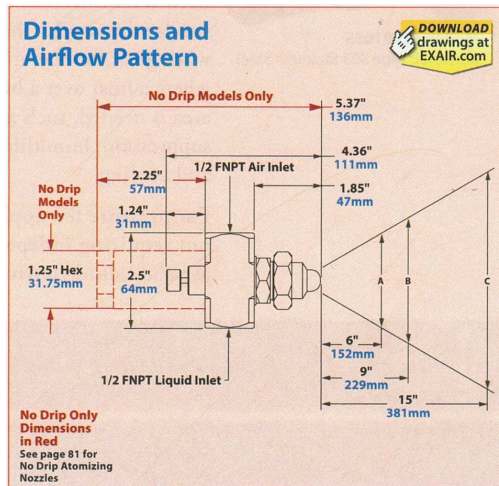 Dimensions and
Airflow Pattern
DOWNLOAD
drawings at
EXAIR.com
No Drip Models Only
5.37"
136mm
4.36"
111mm
1/2 FNPT Air Inlet
2.25"
57mm
1.85"
47mm
No Drip
Models
Only
1.24"
31mm
1.25" Hex
31.75mm
2.5"
64mm
A
B
C
6"
152mm
9"
229mm
1/2 FNPT Liquid Inlet
15"
381mm
No Drip Only
Dimensions
in Red
See page 81 for
No Drip Atomizing
Nozzles